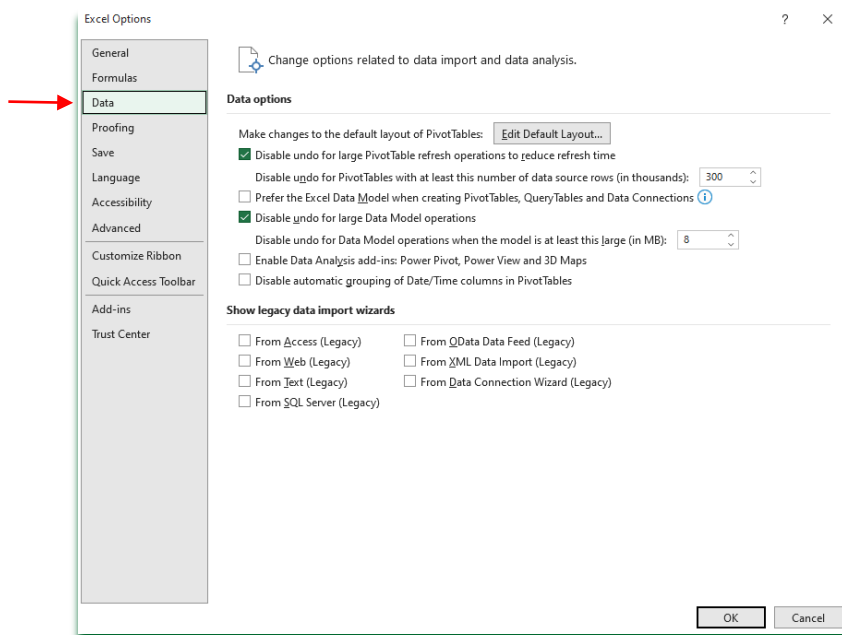 Excel Options
?
General
Formulas
Data
Proofing
Save
Language
Accessibility
Advanced
Customize Ribbon
Quick Access Toolbar
Add-ins
Trust Center
Change options related to data import and data analysis.
Data options
Make changes to the default layout of PivotTables: Edit Default Layout...
Disable undo for large PivotTable refresh operations to reduce refresh time
Disable undo for PivotTables with at least this number of data source rows (in thousands): 300
Prefer the Excel Data Model when creating PivotTables, QueryTables and Data Connections
Disable undo for large Data Model operations
Disable undo for Data Model operations when the model is at least this large (in MB): 8
Enable Data Analysis add-ins: Power Pivot, Power View and 3D Maps
Disable automatic grouping of Date/Time columns in PivotTables
Show legacy data import wizards
From Access (Legacy) From OData Data Feed (Legacy)
From Web (Legacy) From XML Data Import (Legacy)
From Text (Legacy) From Data Connection Wizard (Legacy)
From SQL Server (Legacy)
OK Cancel